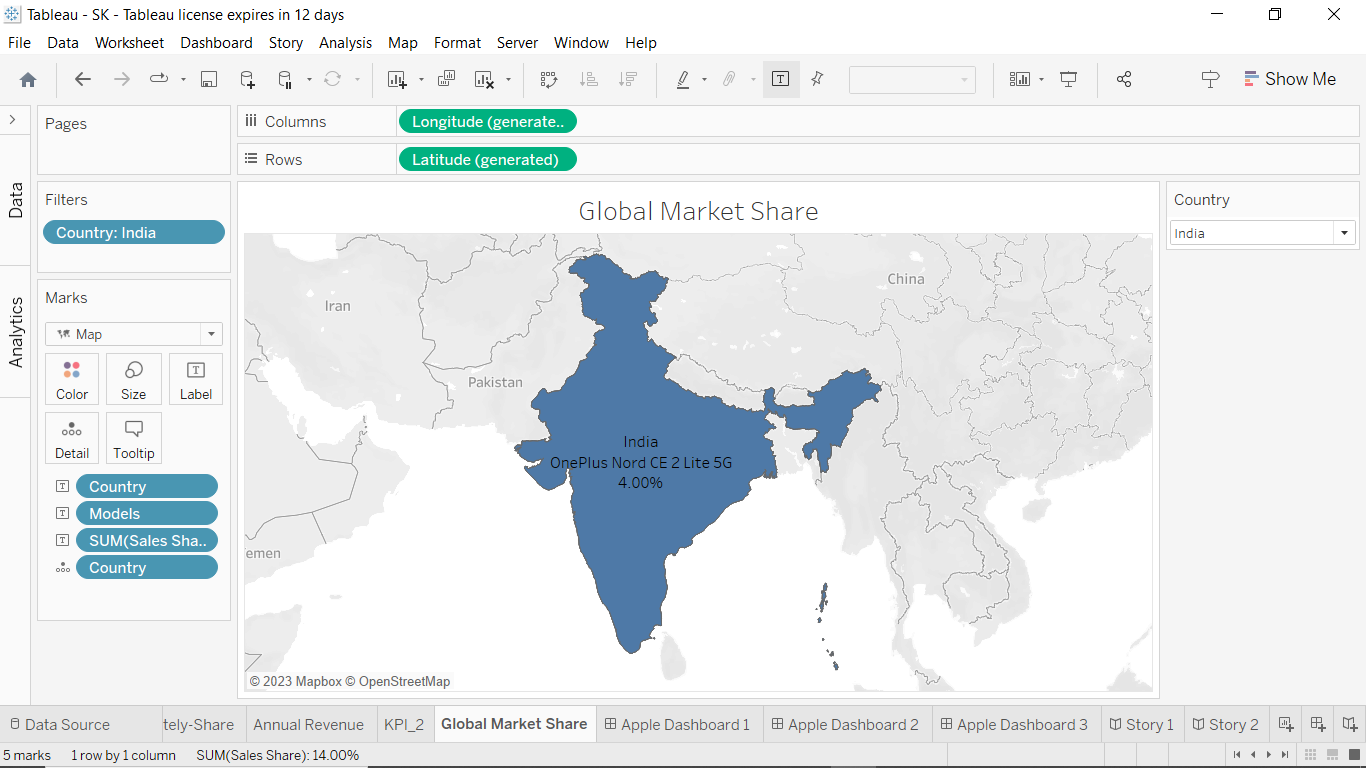 Tableau - SK - Tableau license expires in 12 days
File Data Worksheet Dashboard Story Analysis Map Format Server Window Help
Show Me
Data
Analytics
Pages
Filters
Country: India
Marks
Map
Color Size Label
Detail Tooltip
Country
Models
SUM(Sales Sha..
Country
Columns Longitude (generate..
Rows Latitude (generated)
Global Market Share
Iran
China
Pakistan
India
OnePlus Nord CE 2 Lite 5G
4.00%
emen
© 2023 Mapbox © OpenStreetMap
Country
India
Data Source tely-Share Annual Revenue KPI_2 Global Market Share Apple Dashboard 1 Apple Dashboard 2 Apple Dashboard 3 Story 1 Story 2
5 marks 1 row by 1 column SUM(Sales Share): 14.00%